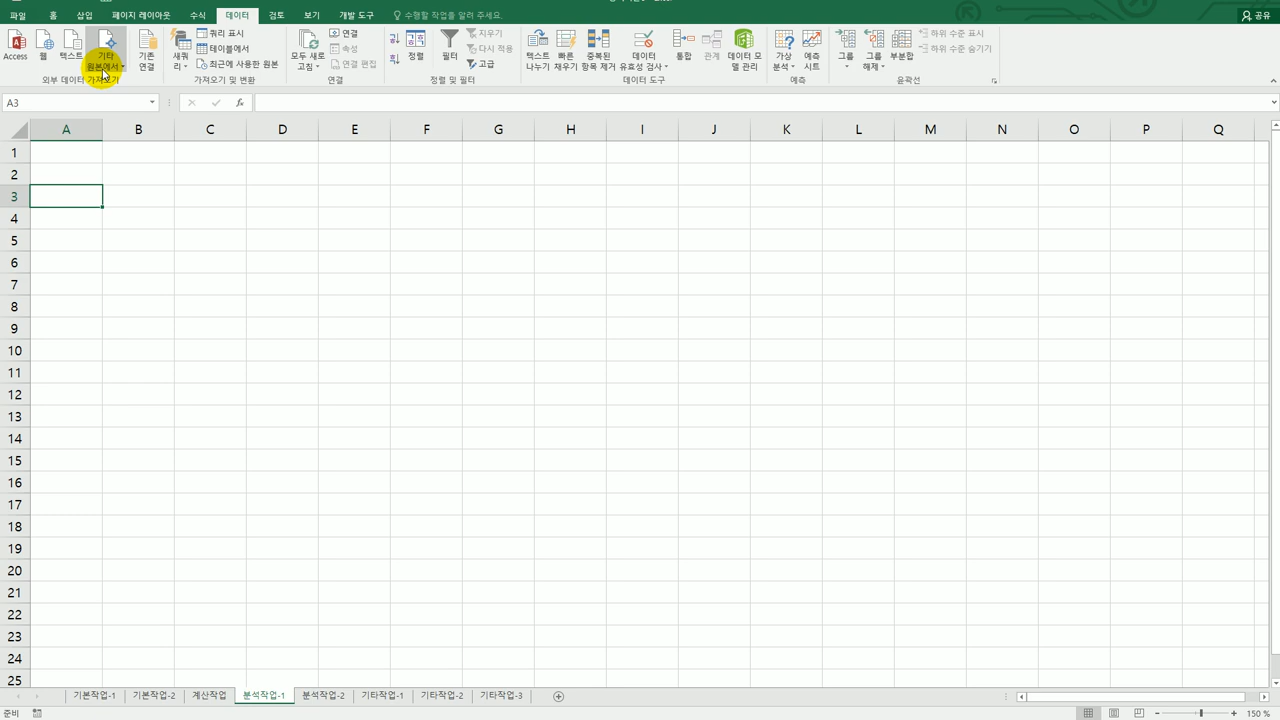 파일 홈 삽입 페이지 레이아웃 수식 데이터 검토 보기 개발 도구 수행할 작업을 알려 주세요. 공유
Access 웹 텍스트 기타 원본에서 기존 연결
외부 데이터 가져오기
새 쿼리 쿼리 표시 테이블에서 최근에 사용한 원본
가져오기 및 변환
모두 새로 고침 연결 속성 연결 편집
연결
정렬 필터 지우기 다시 적용 고급
정렬 및 필터
텍스트 나누기 빠른 채우기 중복된 항목 제거 데이터 유효성 검사 통합 관계 데이터 모델 관리
데이터 도구
가상 분석 예측 시트
예측
그룹 그룹 해제 부분합 하위 수준 표시 하위 수준 숨기기
윤곽선
A3 fx
A B C D E F G H I J K L M N O P Q
1
2
3
4
5
6
7
8
9
10
11
12
13
14
15
16
17
18
19
20
21
22
23
24
25
기본작업-1 기본작업-2 계산작업 분석작업-1 분석작업-2 기타작업-1 기타작업-2 기타작업-3
준비 150 %